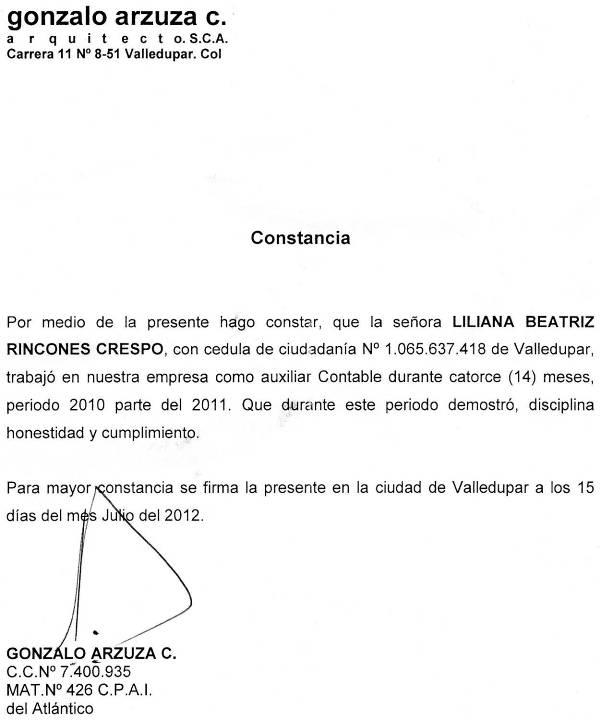 gonzalo arzuza c.
a r q u i t e c t o. S.C.A.
Carrera 11 Nº 8-51 Valledupar. Col
Constancia
Por medio de la presente hago constar, que la señora LILIANA BEATRIZ
RINCONES CRESPO, con cedula de ciudadanía Nº 1.065.637.418 de Valledupar,
trabajó en nuestra empresa como auxiliar Contable durante catorce (14) meses,
periodo 2010 parte del 2011. Que durante este periodo demostró, disciplina
honestidad y cumplimiento.
Para mayor constancia se firma la presente en la ciudad de Valledupar a los 15
días del mes Julio del 2012.
GONZALO ARZUZA C.
C.C.Nº 7.400.935
MAT.Nº 426 C.P.A.I.
del Atlántico